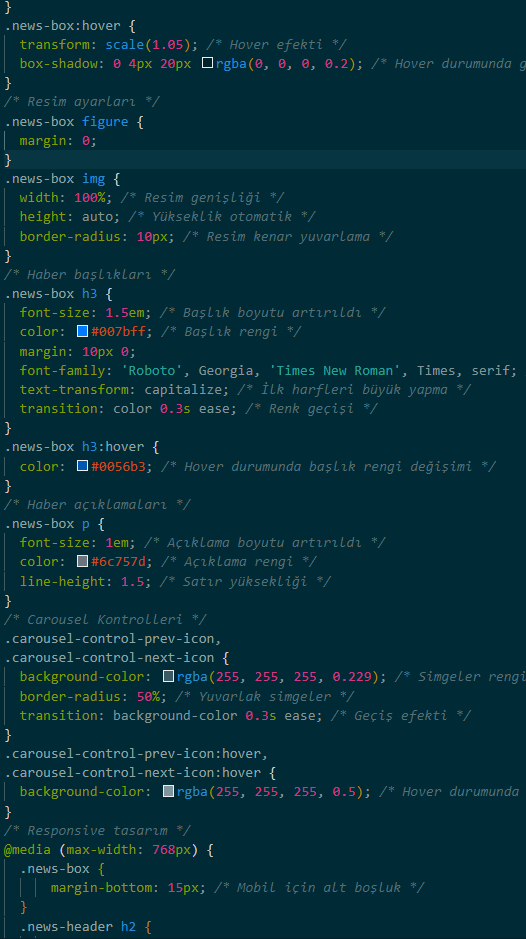 }
.news-box:hover {
  transform: scale(1.05); /* Hover efekti */
  box-shadow: 0 4px 20px rgba(0, 0, 0, 0.2); /* Hover durumunda
}
/* Resim ayarları */
.news-box figure {
  margin: 0;
}
.news-box img {
  width: 100%; /* Resim genişliği */
  height: auto; /* Yükseklik otomatik */
  border-radius: 10px; /* Resim kenar yuvarlama */
}
/* Haber başlıkları */
.news-box h3 {
  font-size: 1.5em; /* Başlık boyutu artırıldı */
  color: #007bff; /* Başlık rengi */
  margin: 10px 0;
  font-family: 'Roboto', Georgia, 'Times New Roman', Times, serif;
  text-transform: capitalize; /* İlk harfleri büyük yapma */
  transition: color 0.3s ease; /* Renk geçişi */
}
.news-box h3:hover {
  color: #0056b3; /* Hover durumunda başlık rengi değişimi */
}
/* Haber açıklamaları */
.news-box p {
  font-size: 1em; /* Açıklama boyutu artırıldı */
  color: #6c757d; /* Açıklama rengi */
  line-height: 1.5; /* Satır yüksekliği */
}
/* Carousel Kontrolleri */
.carousel-control-prev-icon,
.carousel-control-next-icon {
  background-color: rgba(255, 255, 255, 0.229); /* Simgeler rengi
  border-radius: 50%; /* Yuvarlak simgeler */
  transition: background-color 0.3s ease; /* Geçiş efekti */
}
.carousel-control-prev-icon:hover,
.carousel-control-next-icon:hover {
  background-color: rgba(255, 255, 255, 0.5); /* Hover durumunda
}
/* Responsive tasarım */
@media (max-width: 768px) {
  .news-box {
      margin-bottom: 15px; /* Mobil için alt boşluk */
  }
  .news-header h2 {